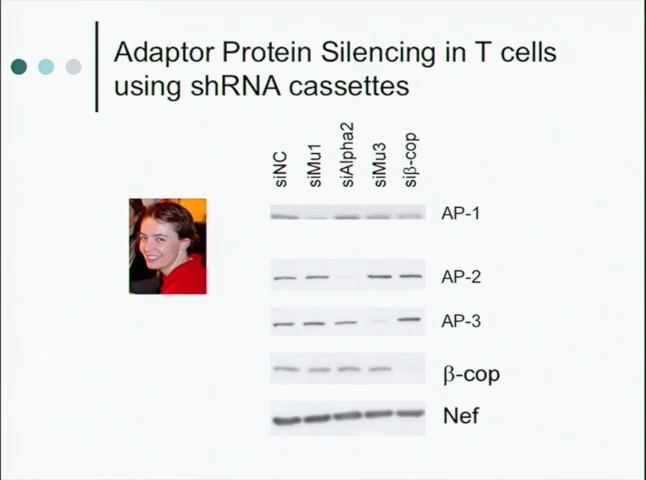 Adaptor Protein Silencing in T cells
using shRNA cassettes
siNC
siMu1
siAlpha2
siMu3
siβ-cop
AP-1
AP-2
AP-3
β-cop
Nef